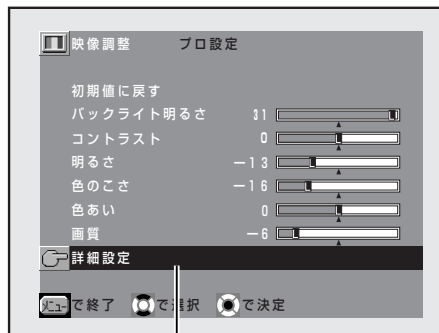 映像調整 プロ設定
初期値に戻す
バックライト明るさ 31
コントラスト 0
明るさ －13
色のこさ －16
色あい 0
画質 －6
詳細設定
メニューで終了 で選択 で決定